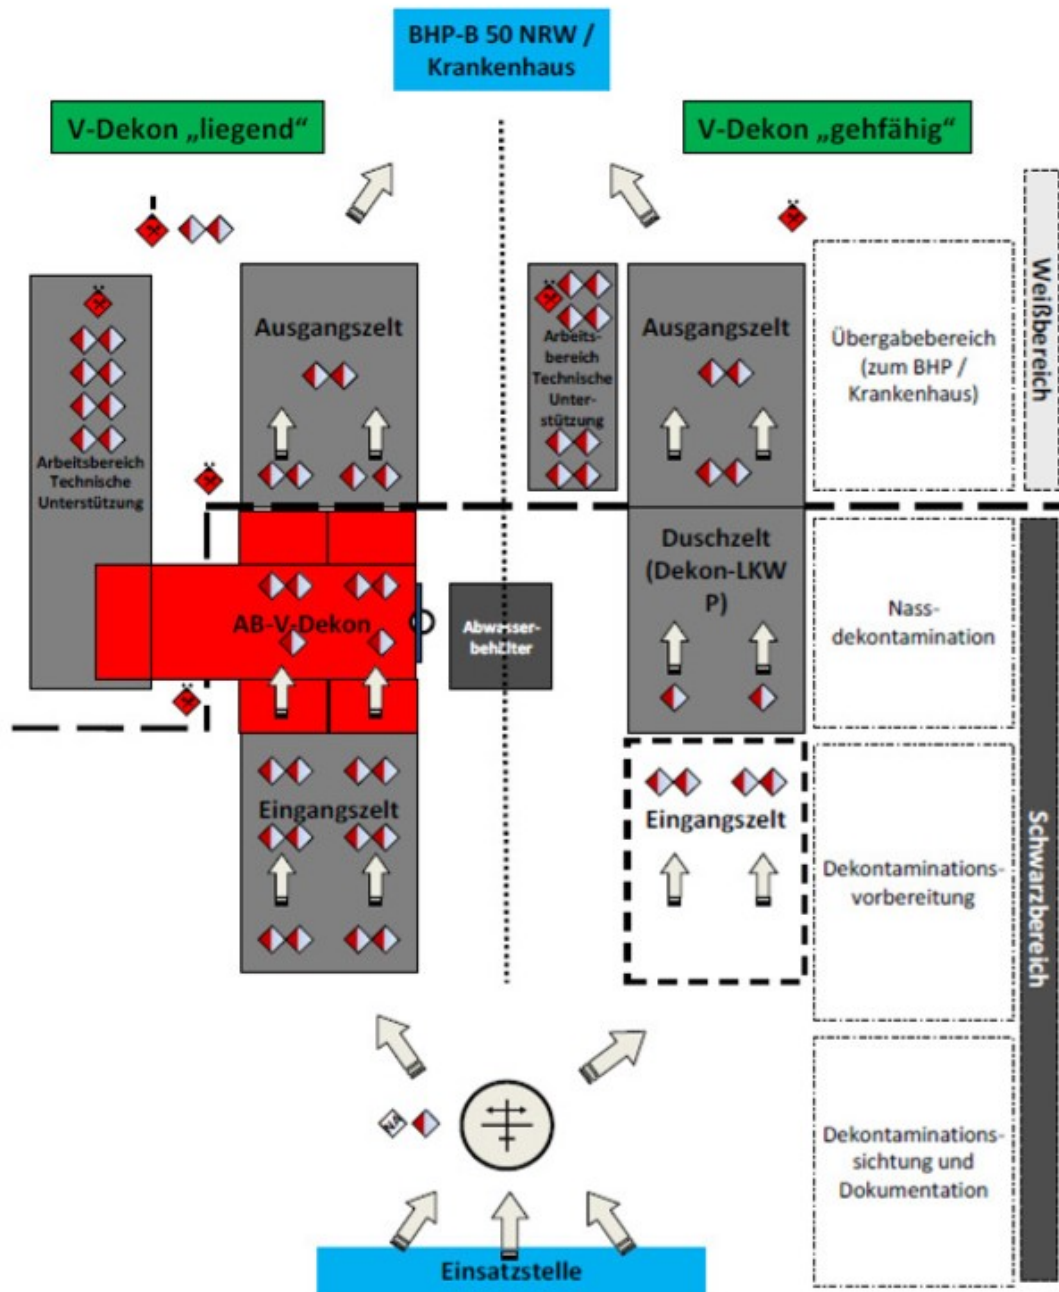 BHP-B 50 NRW /
Krankenhaus
V-Dekon „liegend“
V-Dekon „gehfähig“
Ausgangszelt
Arbeitsbereich
Technische
Unterstützung
AB-V-Dekon
Eingangszelt
Abwasser-
behälter
Arbeits-
bereich
Technische
Unter-
stützung
Ausgangszelt
Duschzelt
(Dekon-LKW
P)
Eingangszelt
Übergabebereich
(zum BHP /
Krankenhaus)
Nass-
dekontamination
Dekontaminations-
vorbereitung
Dekontaminations-
sichtung und
Dokumentation
Weißbereich
Schwarzbereich
NA
Einsatzstelle